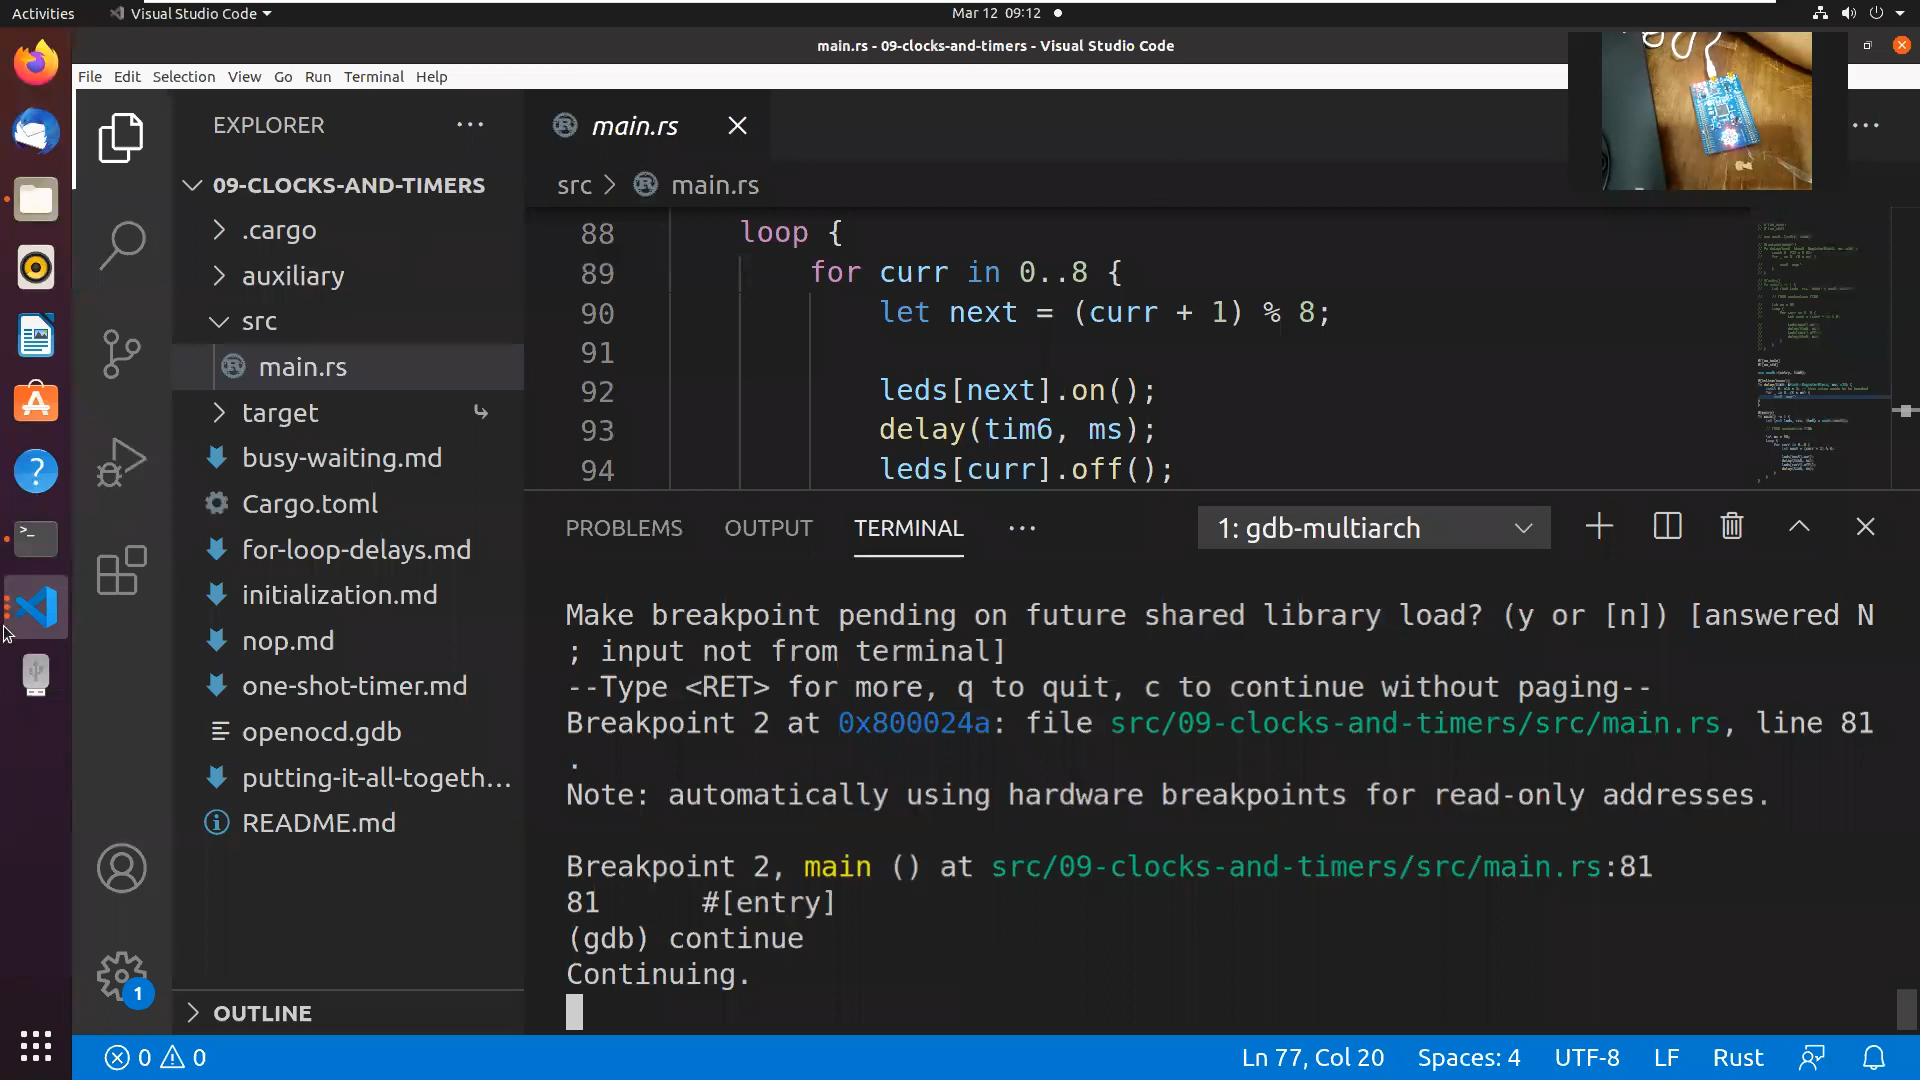 Activities
Visual Studio Code
Mar 12 09:12
main.rs - 09-clocks-and-timers - Visual Studio Code
File Edit Selection View Go Run Terminal Help
EXPLORER
09-CLOCKS-AND-TIMERS
.cargo
auxiliary
src
main.rs
target
busy-waiting.md
Cargo.toml
for-loop-delays.md
initialization.md
nop.md
one-shot-timer.md
openocd.gdb
putting-it-all-togeth...
README.md
OUTLINE
1
main.rs
src > main.rs
88 loop {
89 for curr in 0..8 {
90 let next = (curr + 1) % 8;
91
92 leds[next].on();
93 delay(tim6, ms);
94 leds[curr].off();
PROBLEMS OUTPUT TERMINAL ··· 1: gdb-multiarch
Make breakpoint pending on future shared library load? (y or [n]) [answered N
; input not from terminal]
--Type <RET> for more, q to quit, c to continue without paging--
Breakpoint 2 at 0x800024a: file src/09-clocks-and-timers/src/main.rs, line 81
.
Note: automatically using hardware breakpoints for read-only addresses.
Breakpoint 2, main () at src/09-clocks-and-timers/src/main.rs:81
81 #[entry]
(gdb) continue
Continuing.
0 0 Ln 77, Col 20 Spaces: 4 UTF-8 LF Rust